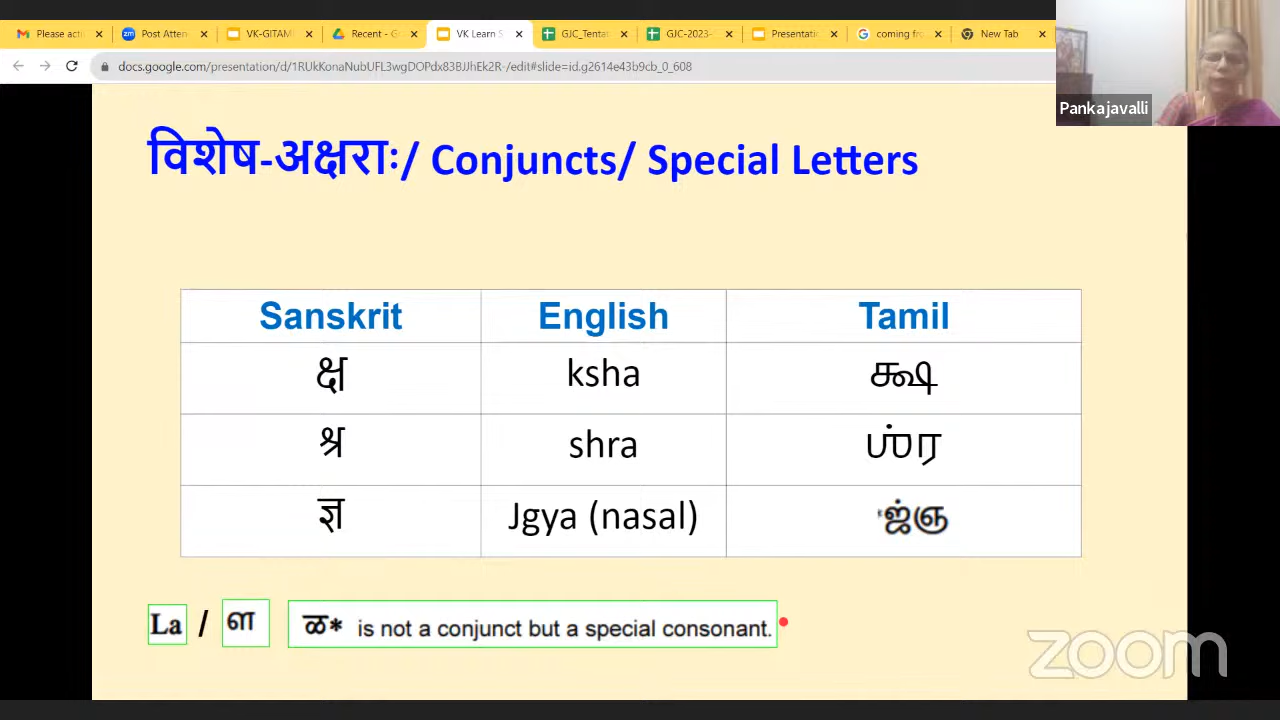 Please acti
Post Atten
VK-GITAM
Recent - G
VK Learn S
GJC_Tentat
GJC-2023-
Presentatio
coming fro
New Tab
docs.google.com/presentation/d/1RUkKonaNubUFL3wgDOPdx83BJJhEk2R-/edit#slide=id.g2614e43b9cb_0_608
Pankajavalli
विशेष-अक्षराः/ Conjuncts/ Special Letters
Sanskrit English Tamil
क्ष ksha க்ஷ
श्र shra ஶ்ர
ज्ञ Jgya (nasal) ஜ்ஞ
La / ள ळ* is not a conjunct but a special consonant.
zoom